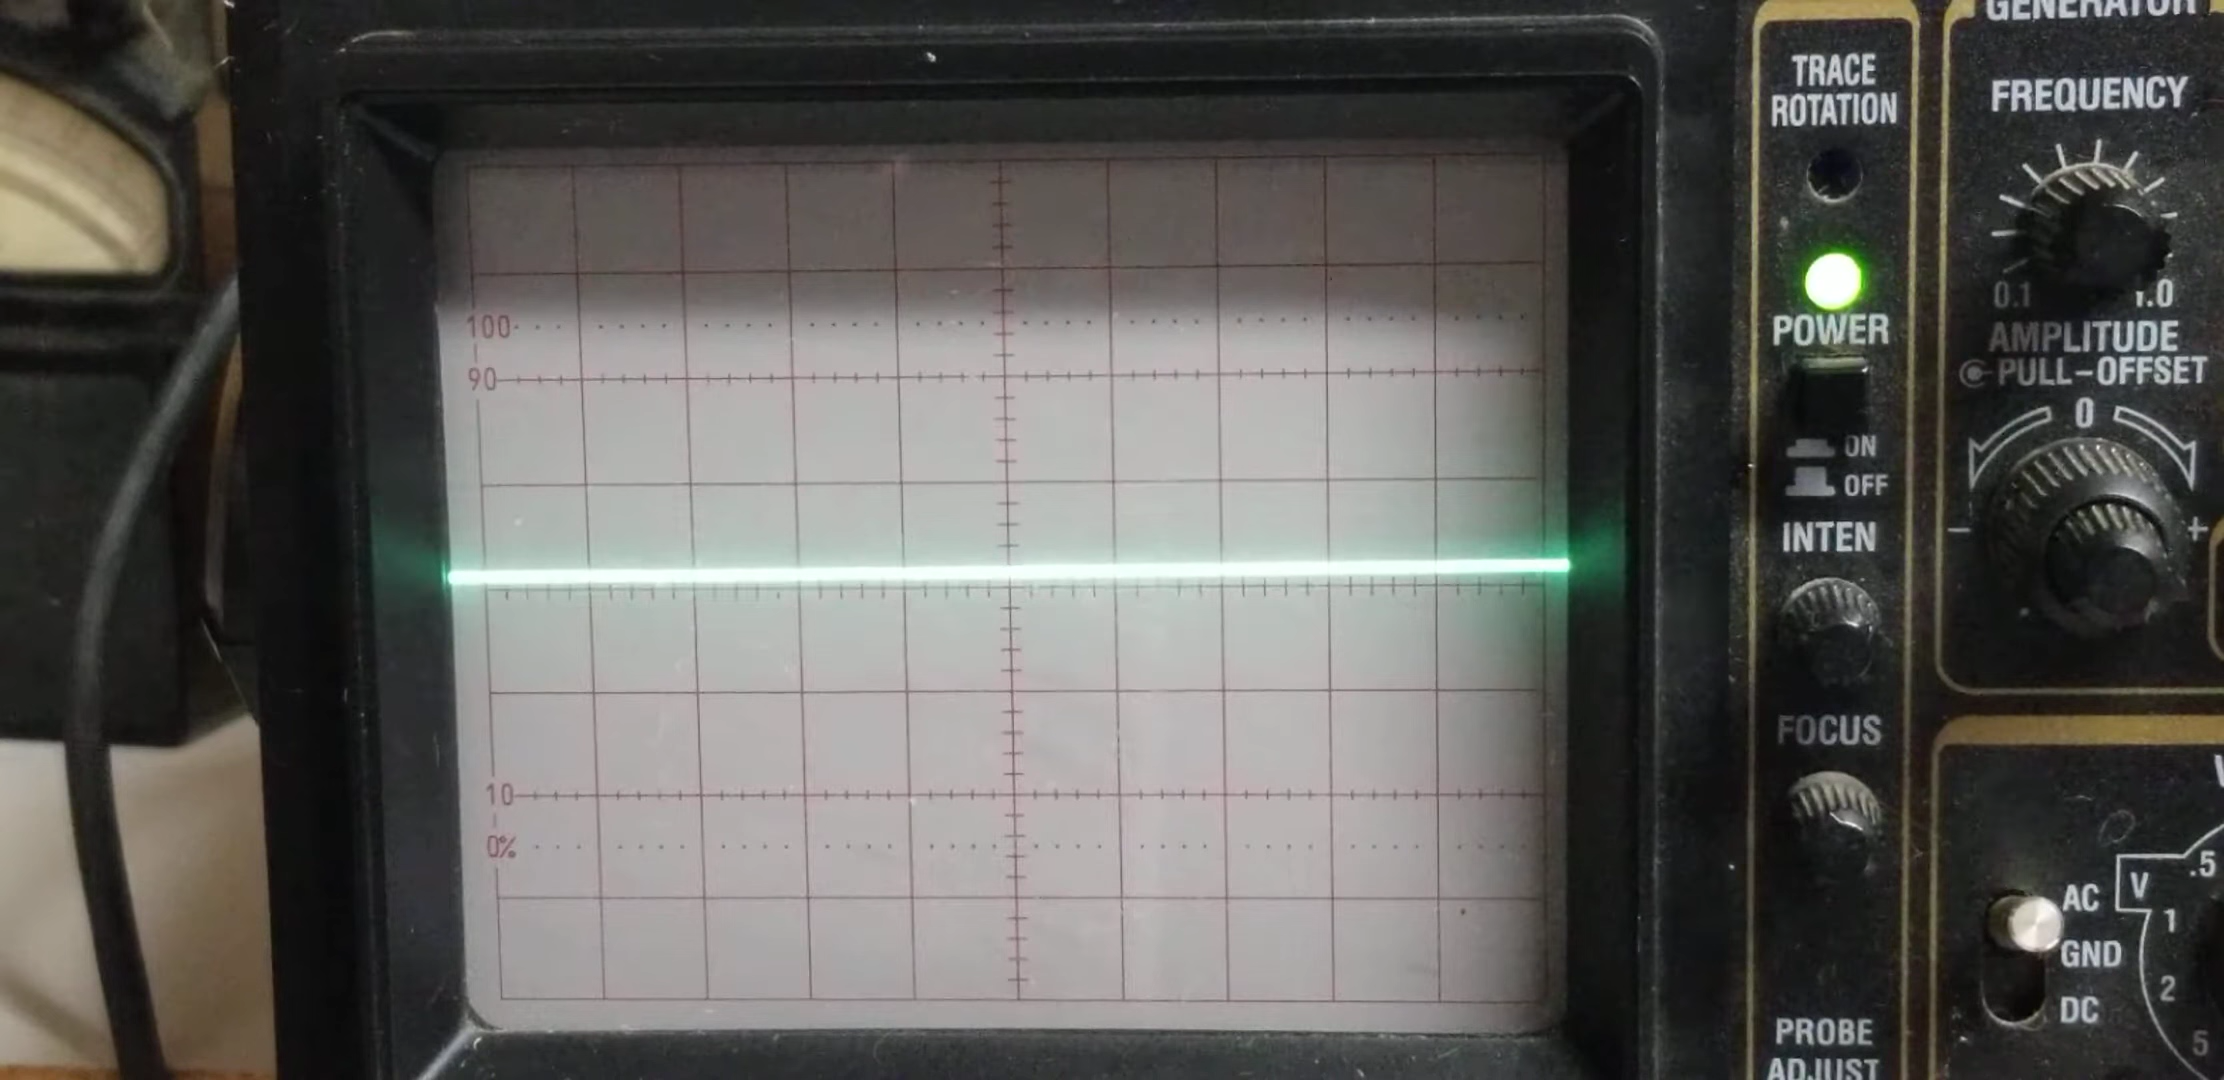 GENERATOR
TRACE
ROTATION
FREQUENCY
0.1 1.0
POWER
AMPLITUDE
PULL-OFFSET
0
- +
ON
OFF
INTEN
FOCUS
AC
GND
DC
V
.5
1
2
5
PROBE
ADJUST
100
90
10
0%